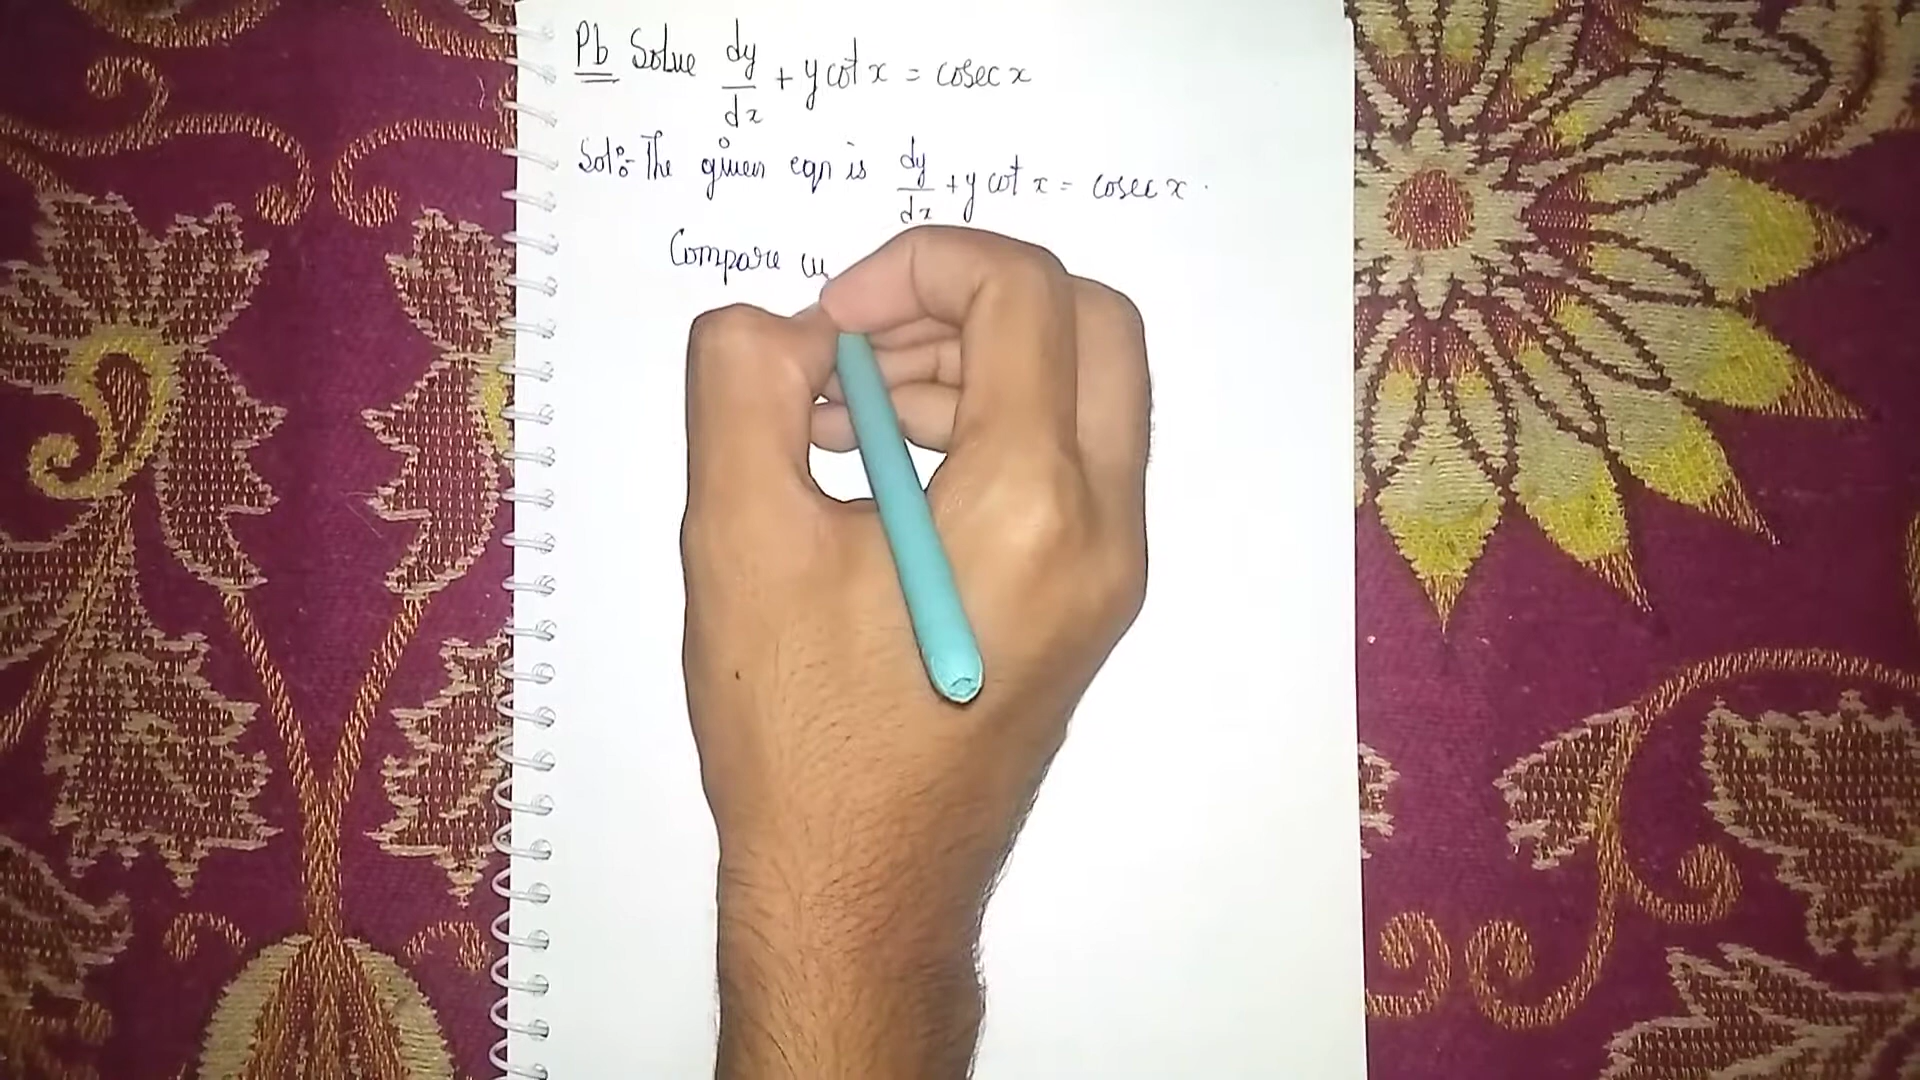 Pb Solve dy/dx + y cot x = cosec x
Sol:- The given eqn is dy/dx + y cot x = cosec x .
Compare